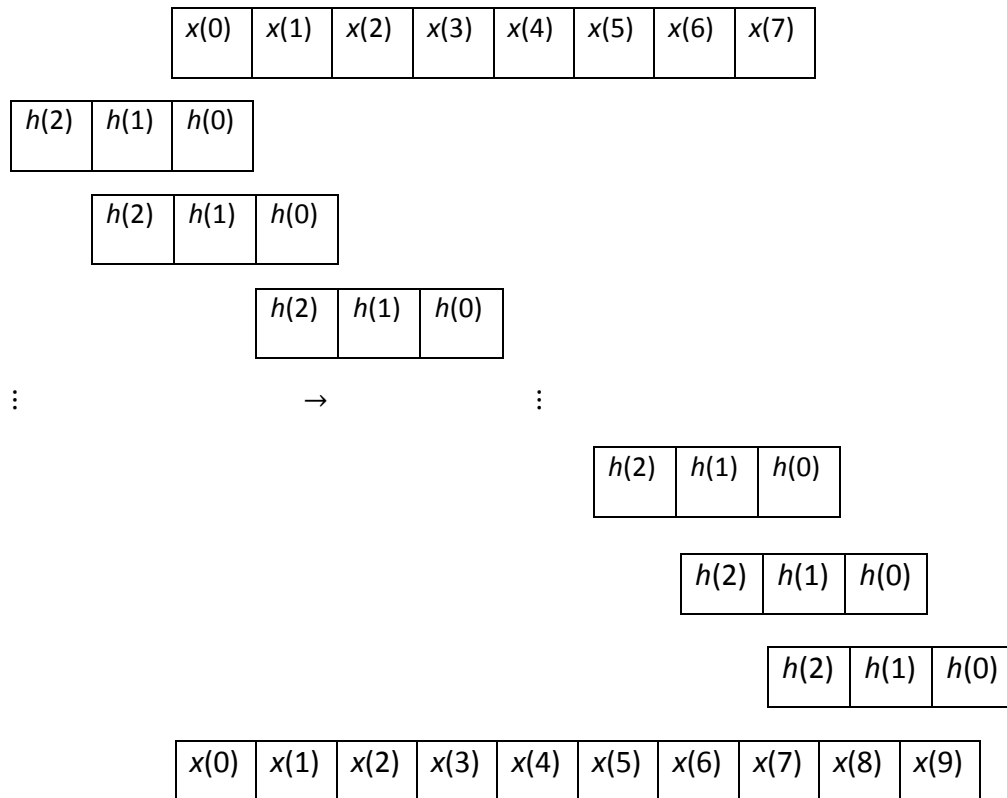 x(0) x(1) x(2) x(3) x(4) x(5) x(6) x(7)
h(2) h(1) h(0)
h(2) h(1) h(0)
h(2) h(1) h(0)
⋮ → ⋮
h(2) h(1) h(0)
h(2) h(1) h(0)
h(2) h(1) h(0)
x(0) x(1) x(2) x(3) x(4) x(5) x(6) x(7) x(8) x(9)